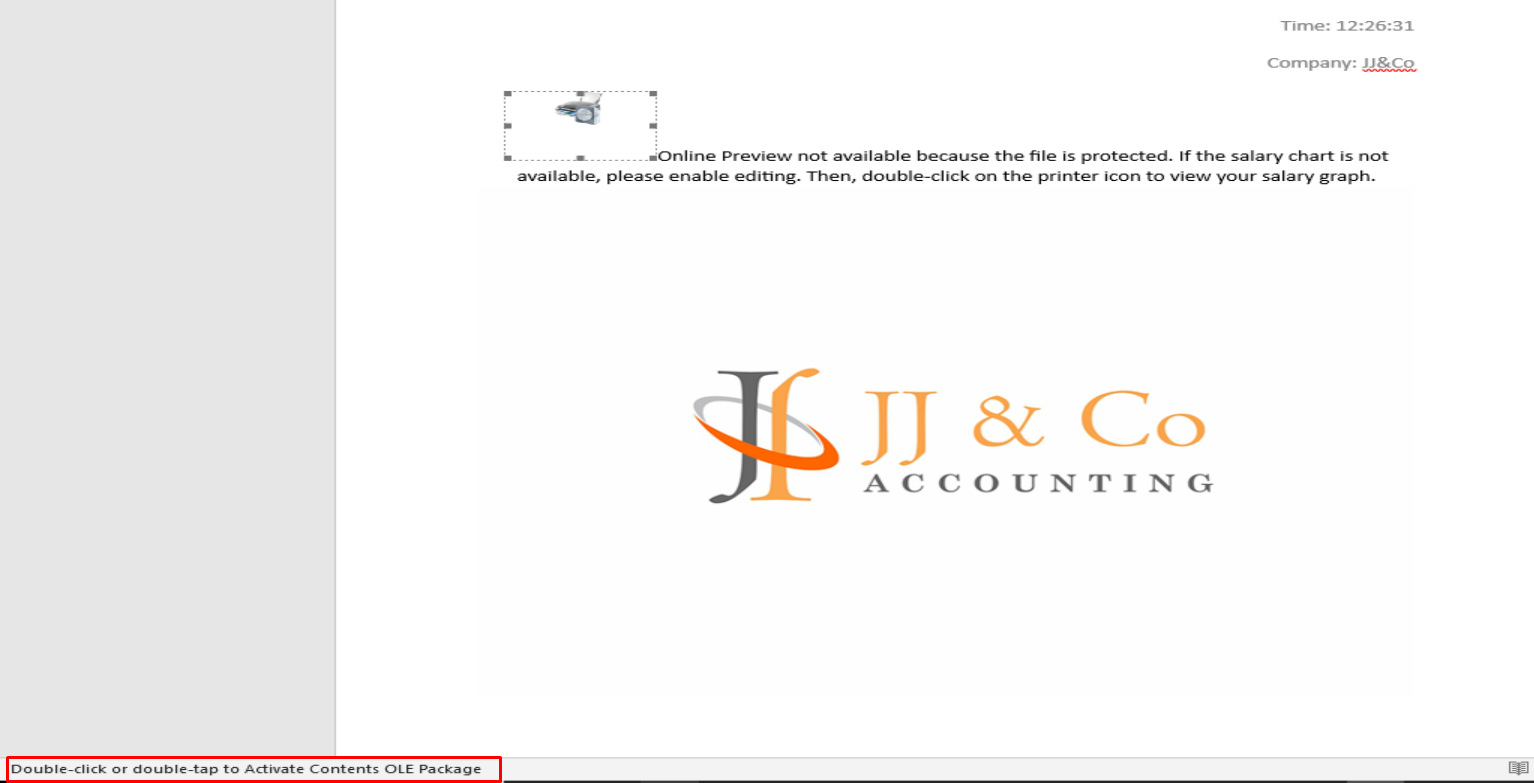 Time: 12:26:31
Company: JJ&Co
Online Preview not available because the file is protected. If the salary chart is not
available, please enable editing. Then, double-click on the printer icon to view your salary graph.
JJ & Co
ACCOUNTING
Double-click or double-tap to Activate Contents OLE Package